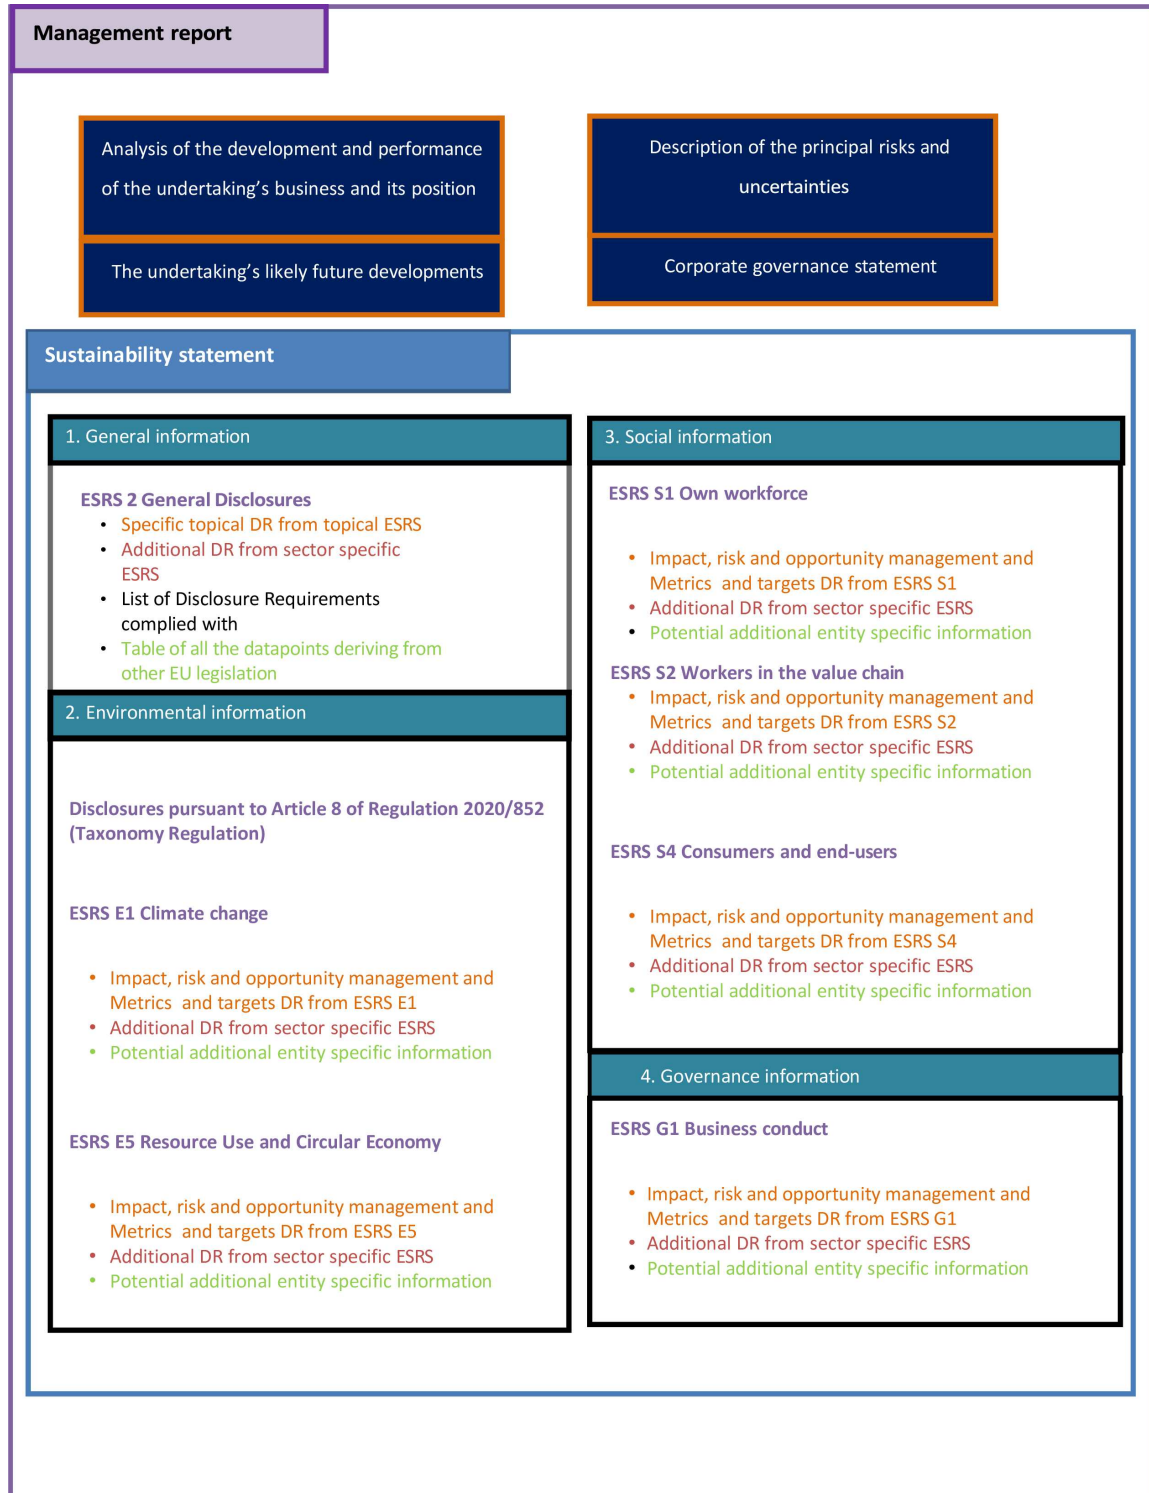 Management report
Analysis of the development and performance
of the undertaking’s business and its position
The undertaking’s likely future developments
Description of the principal risks and
uncertainties
Corporate governance statement
Sustainability statement
1. General information
ESRS 2 General Disclosures
• Specific topical DR from topical ESRS
• Additional DR from sector specific
ESRS
• List of Disclosure Requirements
complied with
• Table of all the datapoints deriving from
other EU legislation
2. Environmental information
Disclosures pursuant to Article 8 of Regulation 2020/852
(Taxonomy Regulation)
ESRS E1 Climate change
• Impact, risk and opportunity management and
Metrics and targets DR from ESRS E1
• Additional DR from sector specific ESRS
• Potential additional entity specific information
ESRS E5 Resource Use and Circular Economy
• Impact, risk and opportunity management and
Metrics and targets DR from ESRS E5
• Additional DR from sector specific ESRS
• Potential additional entity specific information
3. Social information
ESRS S1 Own workforce
• Impact, risk and opportunity management and
Metrics and targets DR from ESRS S1
• Additional DR from sector specific ESRS
• Potential additional entity specific information
ESRS S2 Workers in the value chain
• Impact, risk and opportunity management and
Metrics and targets DR from ESRS S2
• Additional DR from sector specific ESRS
• Potential additional entity specific information
ESRS S4 Consumers and end-users
• Impact, risk and opportunity management and
Metrics and targets DR from ESRS S4
• Additional DR from sector specific ESRS
• Potential additional entity specific information
4. Governance information
ESRS G1 Business conduct
• Impact, risk and opportunity management and
Metrics and targets DR from ESRS G1
• Additional DR from sector specific ESRS
• Potential additional entity specific information